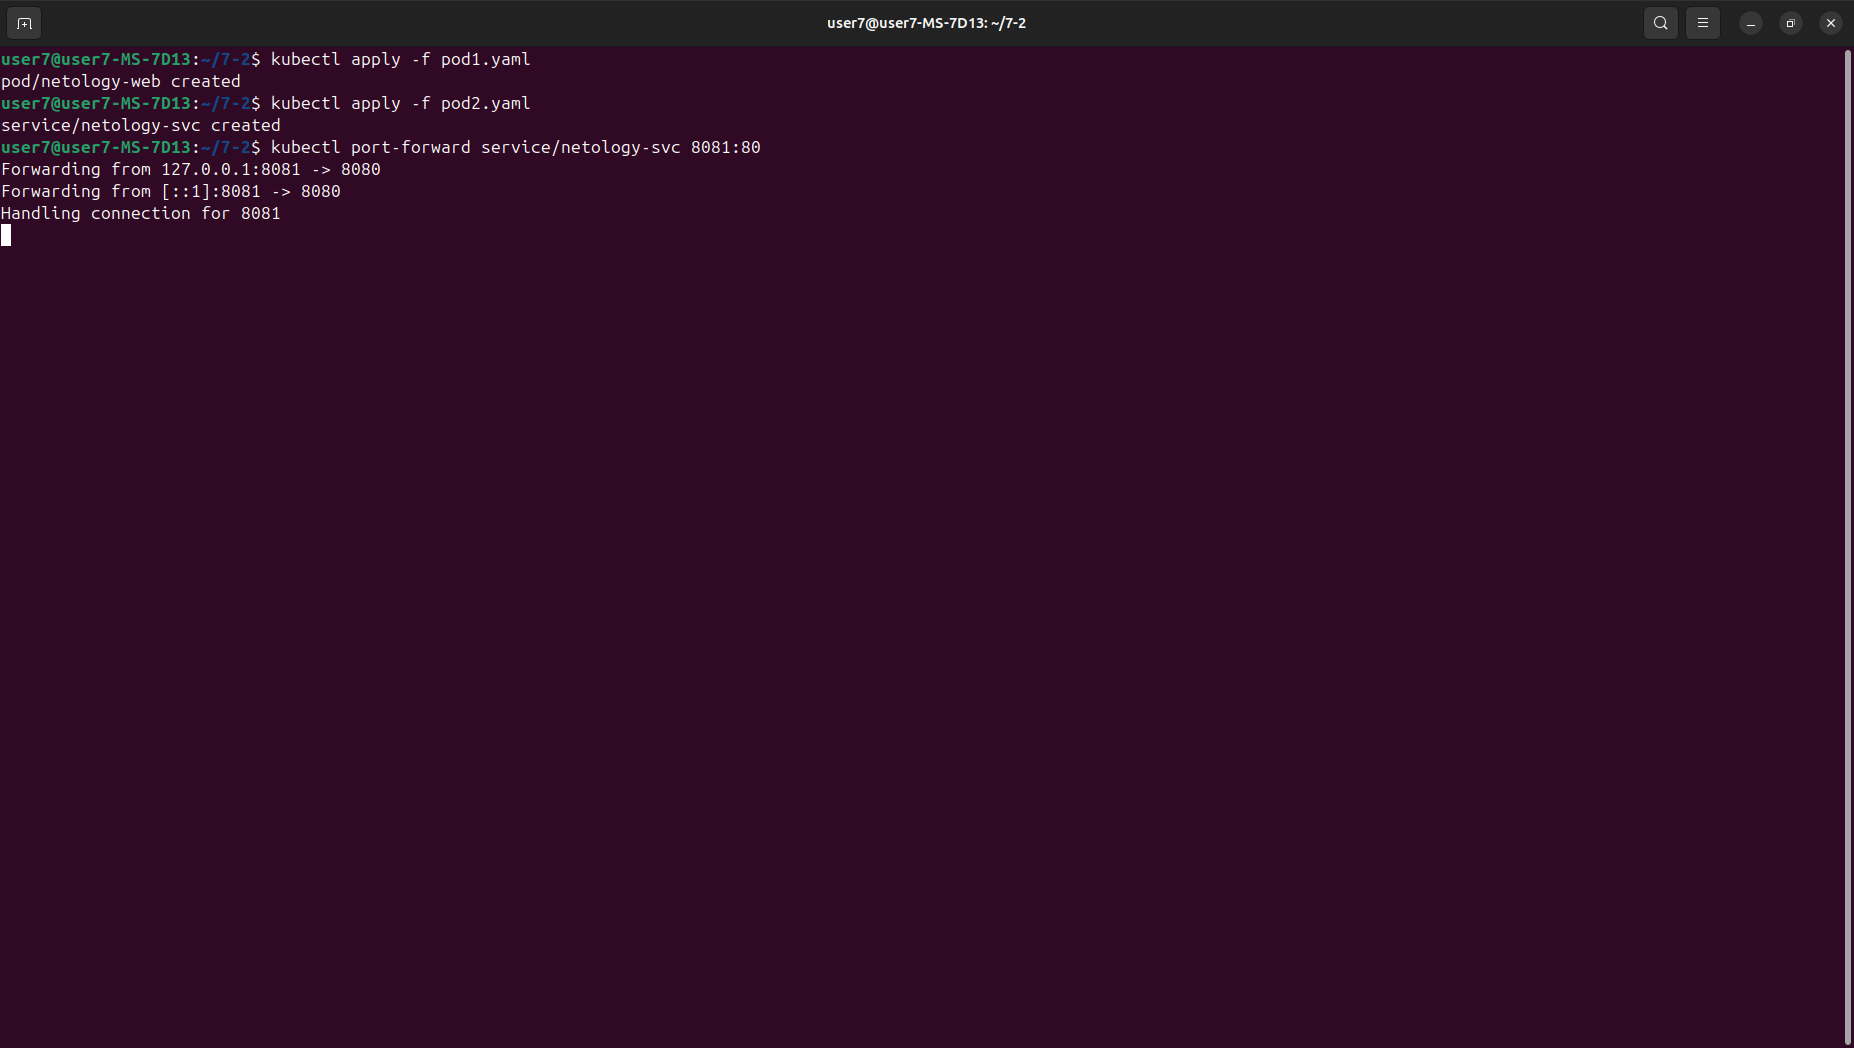 user7@user7-MS-7D13: ~/7-2
user7@user7-MS-7D13:~/7-2$ kubectl apply -f pod1.yaml
pod/netology-web created
user7@user7-MS-7D13:~/7-2$ kubectl apply -f pod2.yaml
service/netology-svc created
user7@user7-MS-7D13:~/7-2$ kubectl port-forward service/netology-svc 8081:80
Forwarding from 127.0.0.1:8081 -> 8080
Forwarding from [::1]:8081 -> 8080
Handling connection for 8081